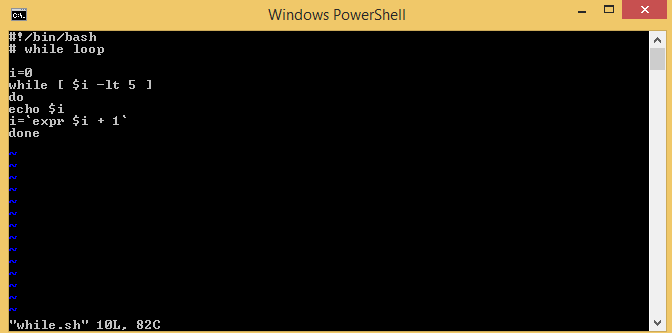 Windows PowerShell
#!/bin/bash
# while loop
i=0
while [ $i -lt 5 ]
do
echo $i
i=`expr $i + 1`
done
~
~
~
~
~
~
~
~
~
~
~
~
~
~
"while.sh" 10L, 82C